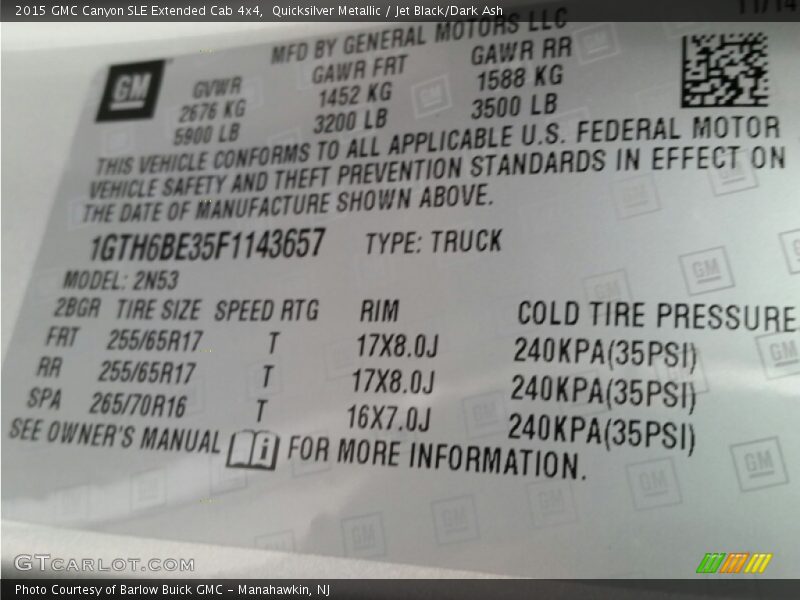 2015 GMC Canyon SLE Extended Cab 4x4, Quicksilver Metallic / Jet Black/Dark Ash
11/14
MFD BY GENERAL MOTORS LLC
GM
GVWR GAWR FRT GAWR RR
2676 KG 1452 KG 1588 KG
5900 LB 3200 LB 3500 LB
THIS VEHICLE CONFORMS TO ALL APPLICABLE U.S. FEDERAL MOTOR
VEHICLE SAFETY AND THEFT PREVENTION STANDARDS IN EFFECT ON
THE DATE OF MANUFACTURE SHOWN ABOVE.
1GTH6BE35F1143657 TYPE: TRUCK
MODEL: 2N53
2BGR TIRE SIZE SPEED RTG RIM COLD TIRE PRESSURE
FRT 255/65R17 T 17X8.0J 240KPA(35PSI)
RR 255/65R17 T 17X8.0J 240KPA(35PSI)
SPA 265/70R16 T 16X7.0J 240KPA(35PSI)
SEE OWNER'S MANUAL FOR MORE INFORMATION.
GTCARLOT.COM
Photo Courtesy of Barlow Buick GMC - Manahawkin, NJ